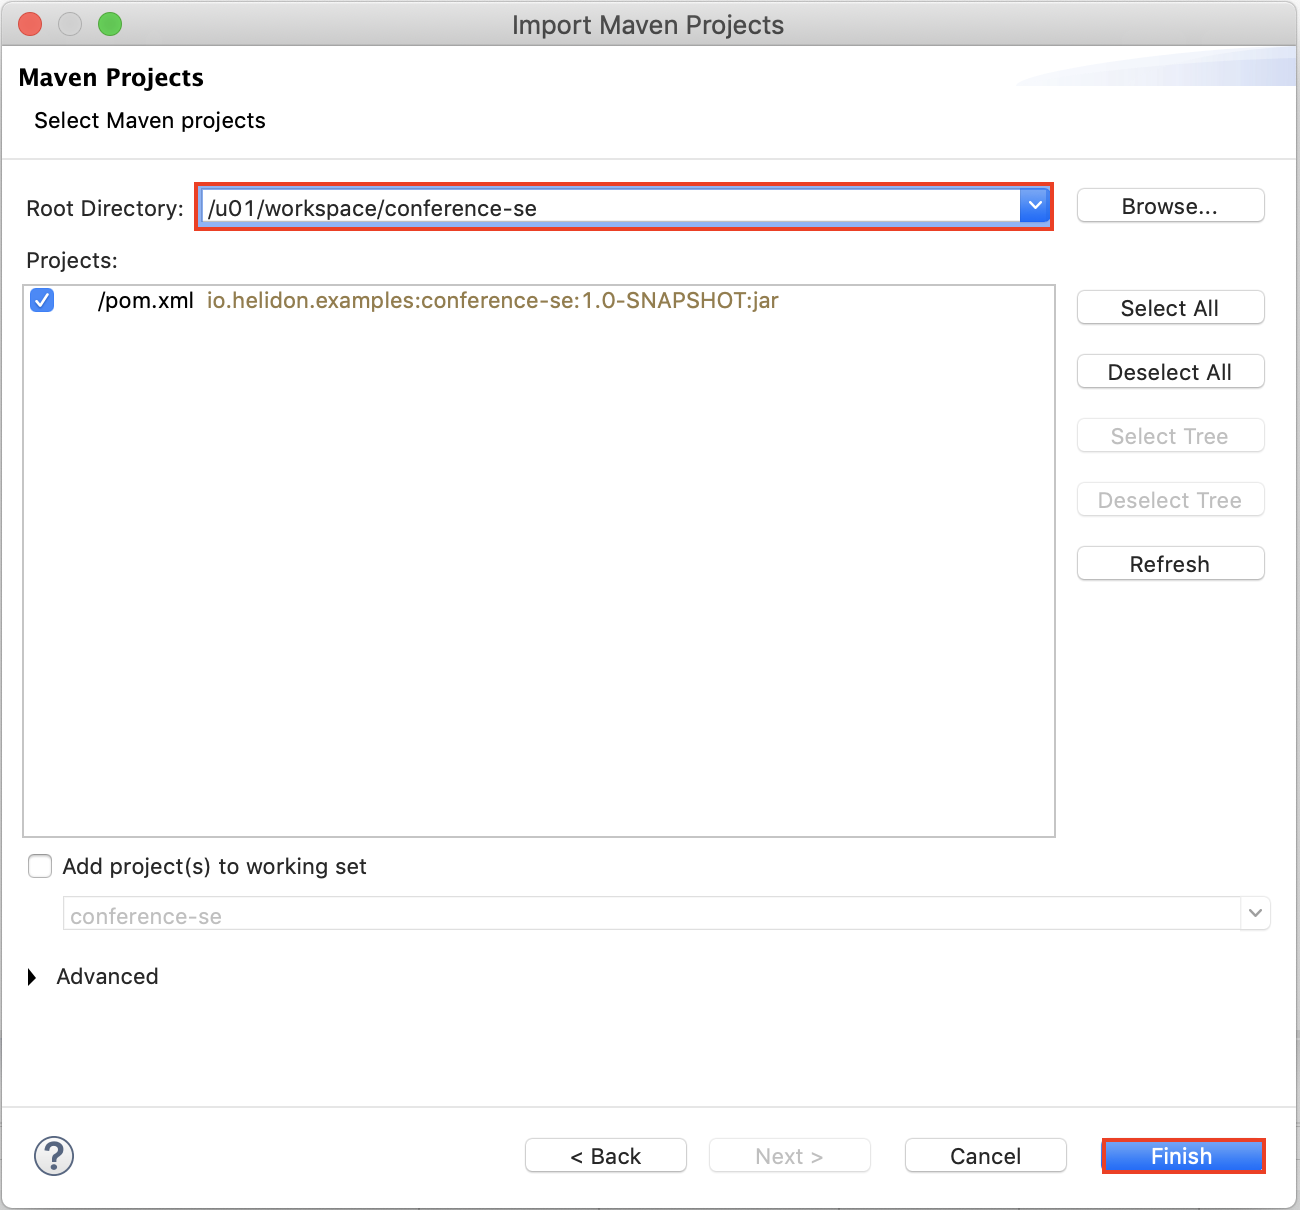 Import Maven Projects
Maven Projects
Select Maven projects
Root Directory: /u01/workspace/conference-se Browse...
Projects:
/pom.xml io.helidon.examples:conference-se:1.0-SNAPSHOT:jar
Select All
Deselect All
Select Tree
Deselect Tree
Refresh
Add project(s) to working set
conference-se
Advanced
? < Back Next > Cancel Finish